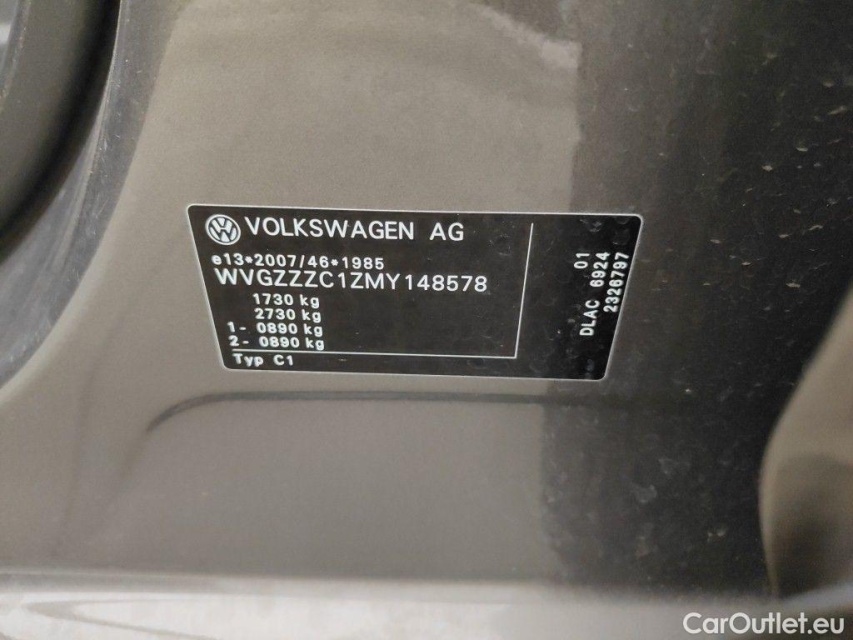 VOLKSWAGEN AG
e13*2007/46*1985
WVGZZZC1ZMY148578
1730 kg
2730 kg
1- 0890 kg
2- 0890 kg
Typ C1
01
DLAC 6924
2326797
CarOutlet.eu